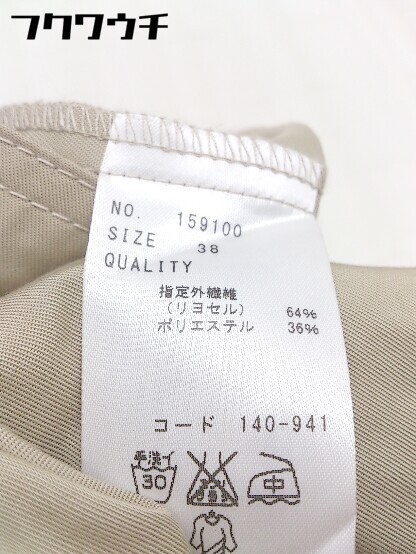 フクワウチ
NO. 159100
SIZE 38
QUALITY
指定外繊維
(リヨセル) 64%
ポリエステル 36%
コード 140-941
手洗イ
30
中